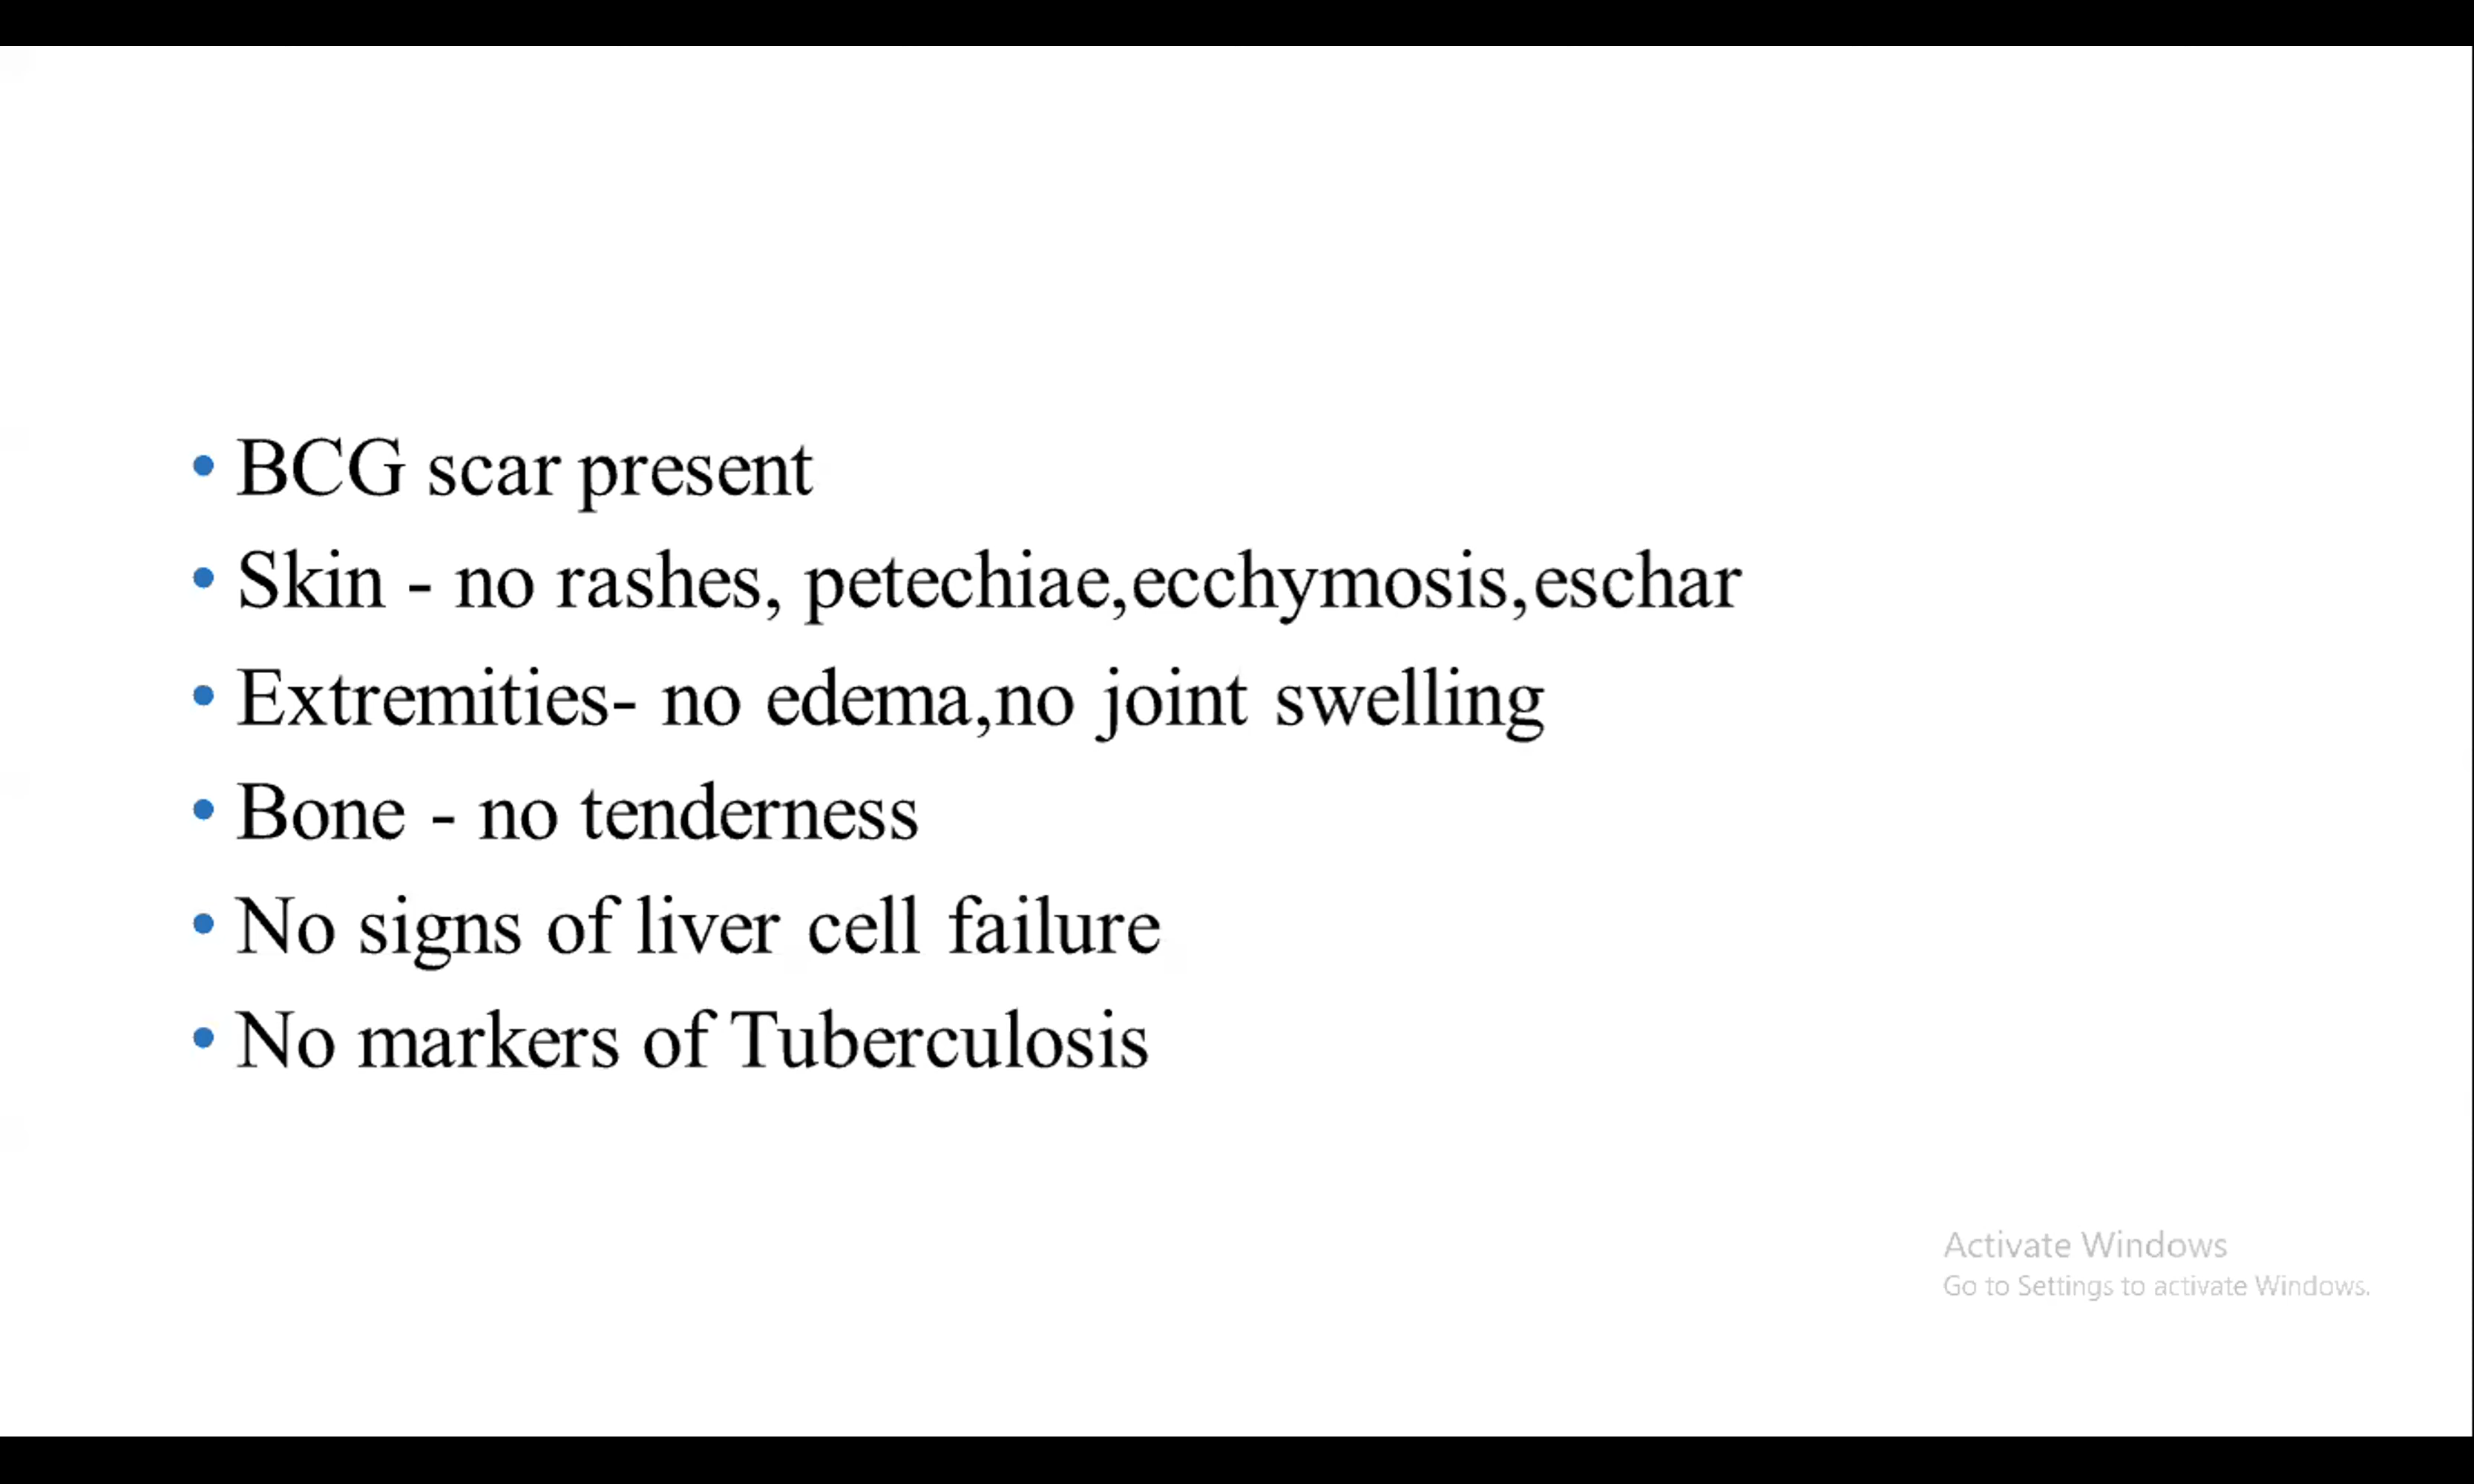 • BCG scar present
• Skin - no rashes, petechiae,ecchymosis,eschar
• Extremities- no edema,no joint swelling
• Bone - no tenderness
• No signs of liver cell failure
• No markers of Tuberculosis
Activate Windows
Go to Settings to activate Windows.